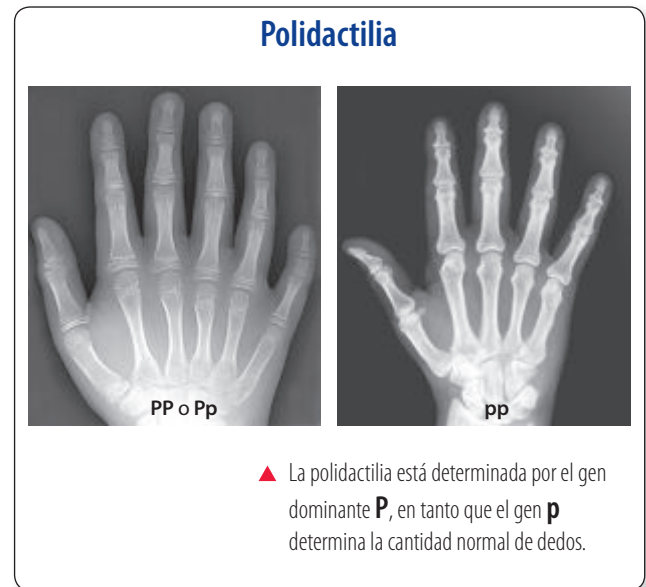 Polidactilia
PP o Pp
pp
▲ La polidactilia está determinada por el gen
dominante P, en tanto que el gen p
determina la cantidad normal de dedos.